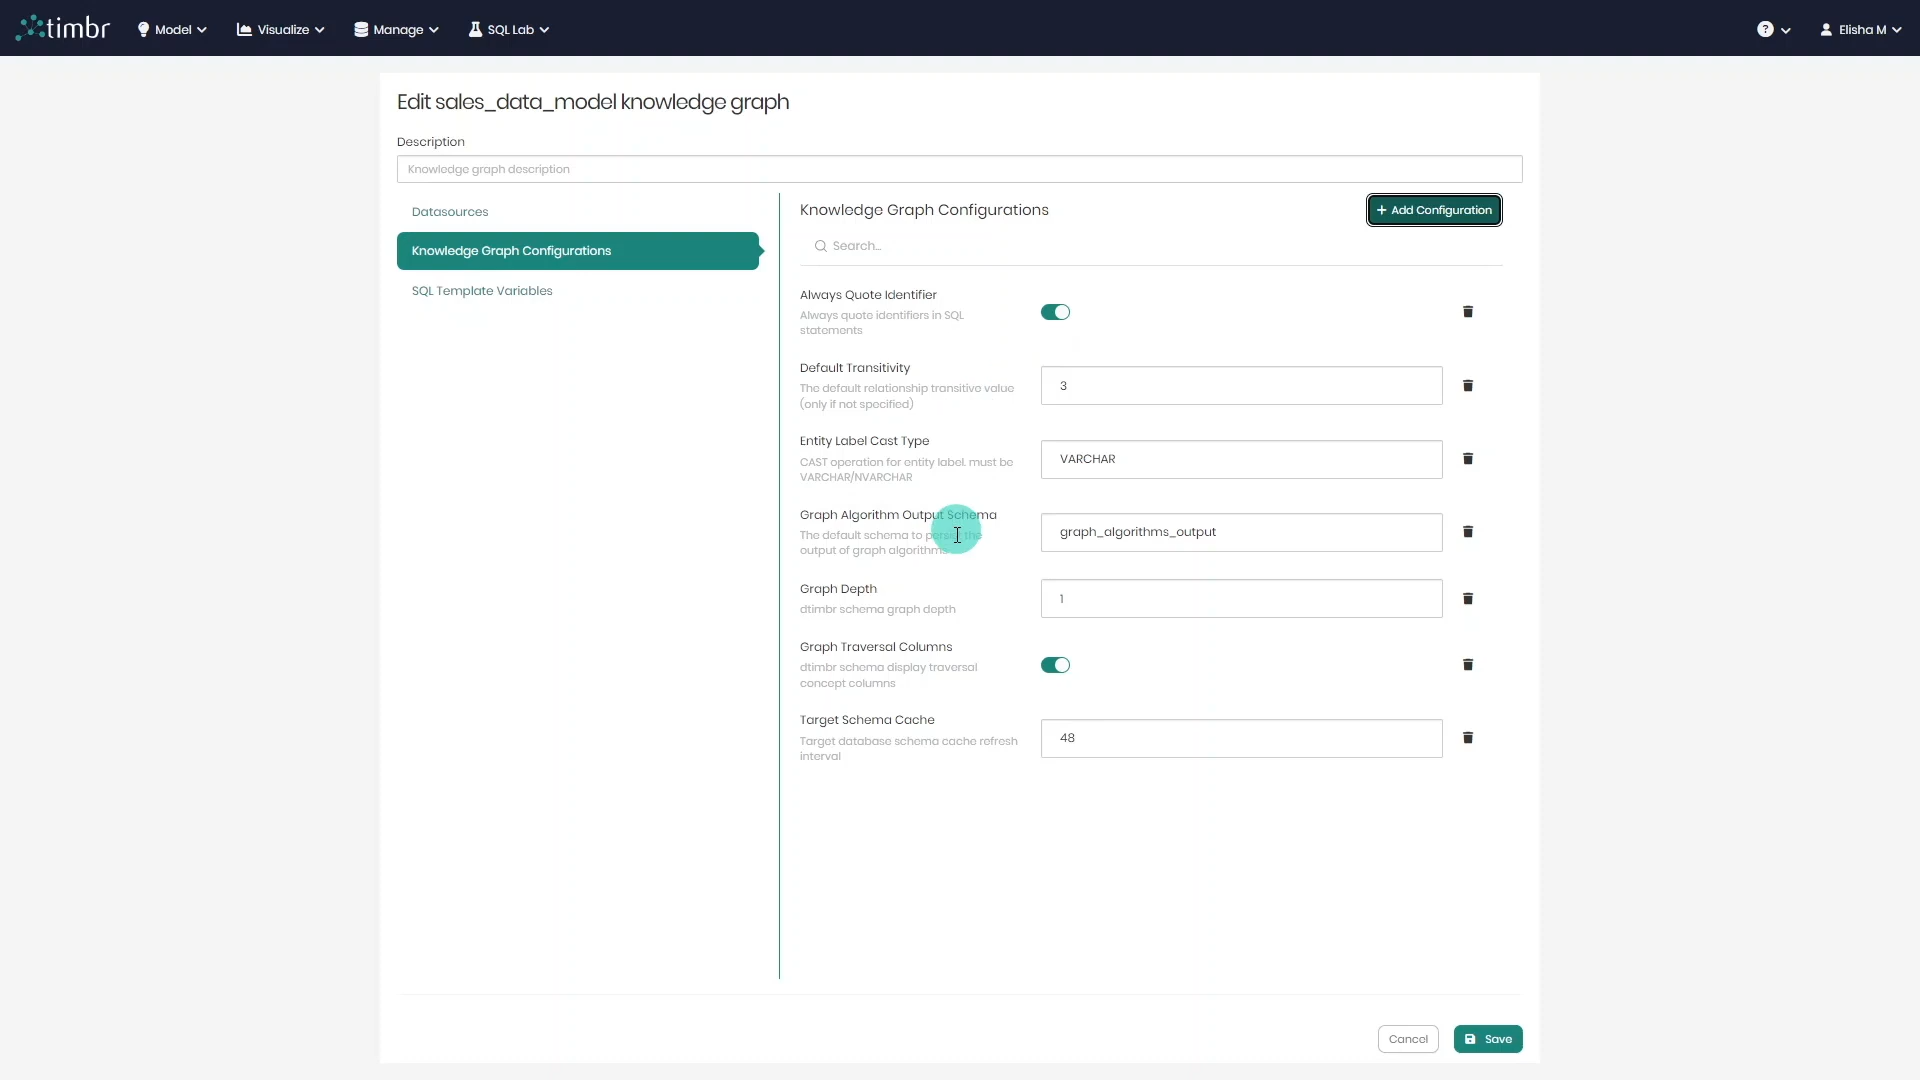 timbr
Model
Visualize
Manage
SQL Lab
?
Elisha M
Edit sales_data_model knowledge graph
Description
Knowledge graph description
Datasources
Knowledge Graph Configurations
SQL Template Variables
Knowledge Graph Configurations
+ Add Configuration
Search...
Always Quote Identifier
Always quote identifiers in SQL
statements
Default Transitivity
The default relationship transitive value
(only if not specified)
3
Entity Label Cast Type
CAST operation for entity label. must be
VARCHAR/NVARCHAR
VARCHAR
Graph Algorithm Output Schema
The default schema to persist the
output of graph algorithms
graph_algorithms_output
Graph Depth
dtimbr schema graph depth
1
Graph Traversal Columns
dtimbr schema display traversal
concept columns
Target Schema Cache
Target database schema cache refresh
interval
48
Cancel
Save